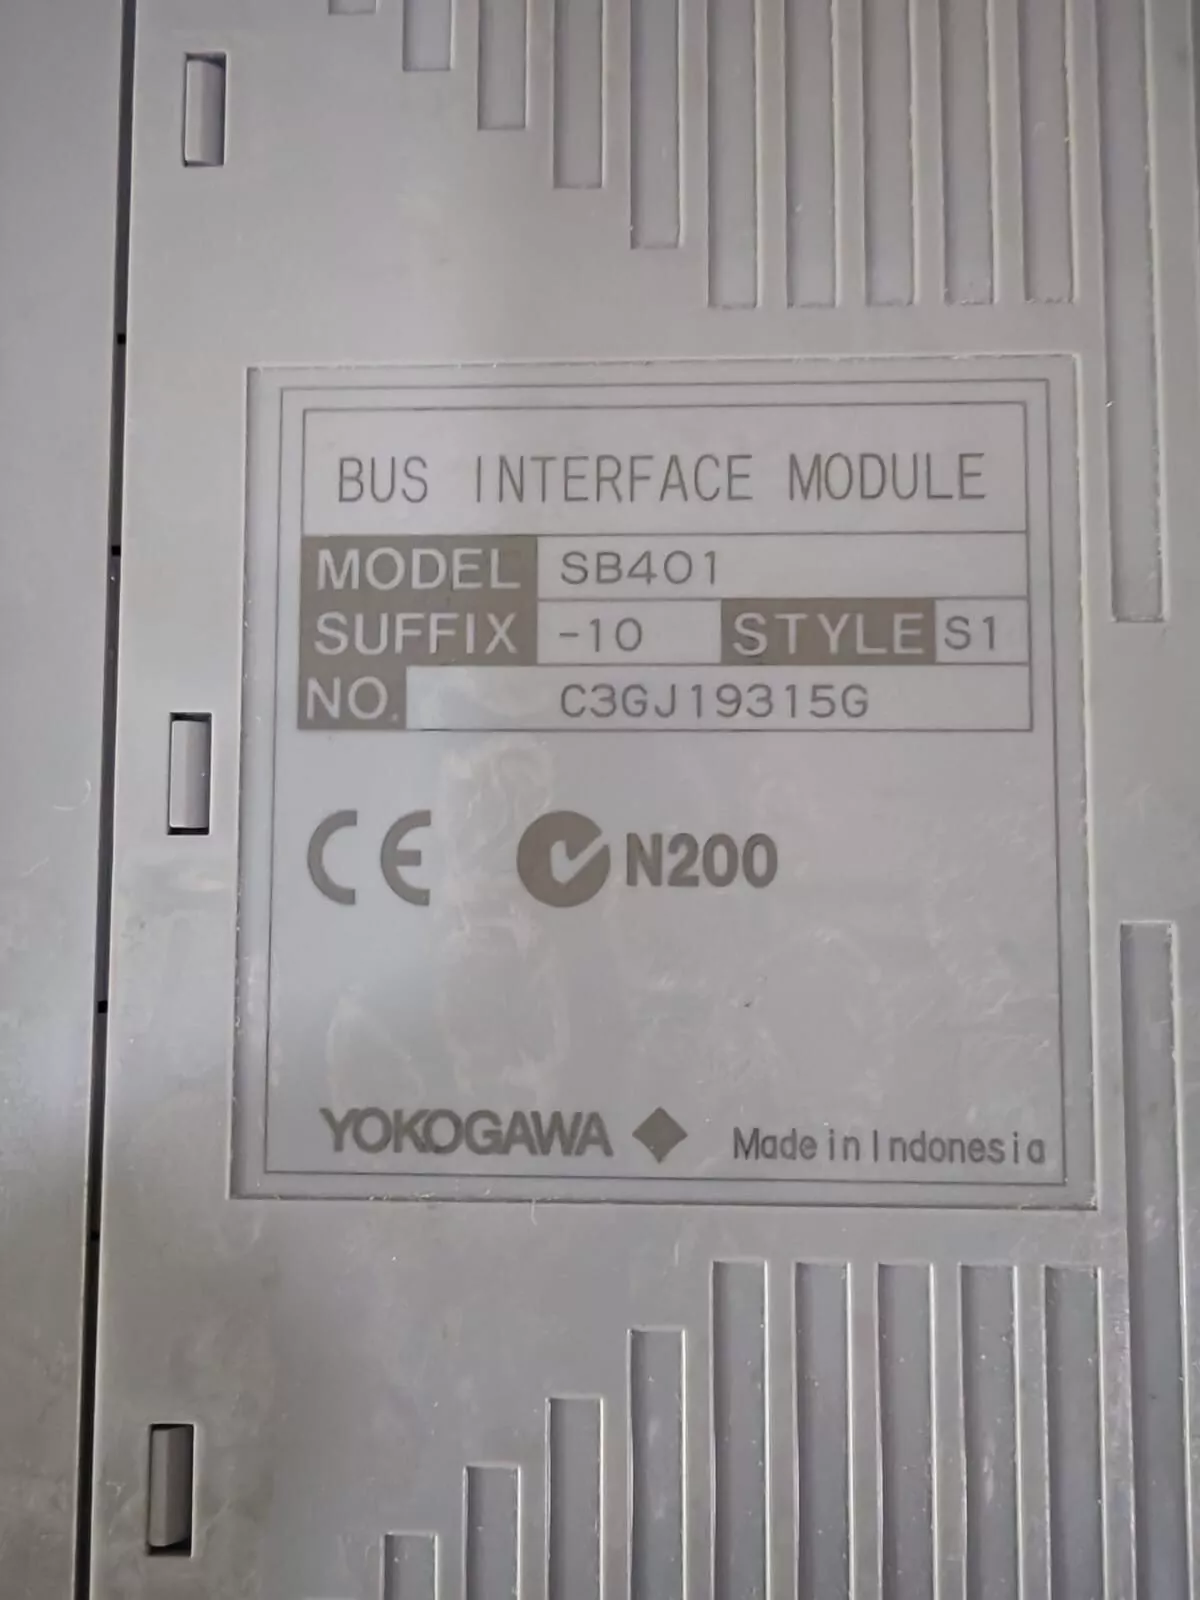 BUS INTERFACE MODULE
MODEL SB401
SUFFIX -10 STYLE S1
NO. C3GJ19315G
CE N200
YOKOGAWA Made in Indonesia